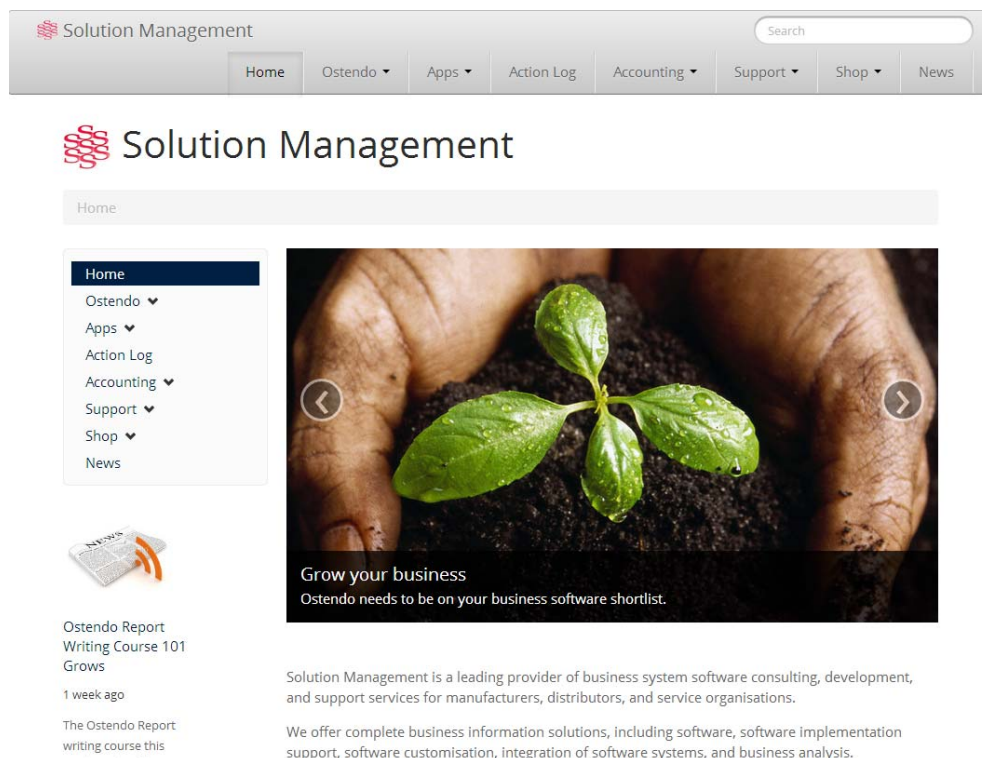 Solution Management
Search
Home Ostendo Apps Action Log Accounting Support Shop News
Solution Management
Home
Home
Ostendo
Apps
Action Log
Accounting
Support
Shop
News
Grow your business
Ostendo needs to be on your business software shortlist.
NEWS
Ostendo Report
Writing Course 101
Grows
1 week ago
The Ostendo Report
writing course this
Solution Management is a leading provider of business system software consulting, development,
and support services for manufacturers, distributors, and service organisations.
We offer complete business information solutions, including software, software implementation
support, software customisation, integration of software systems, and business analysis.